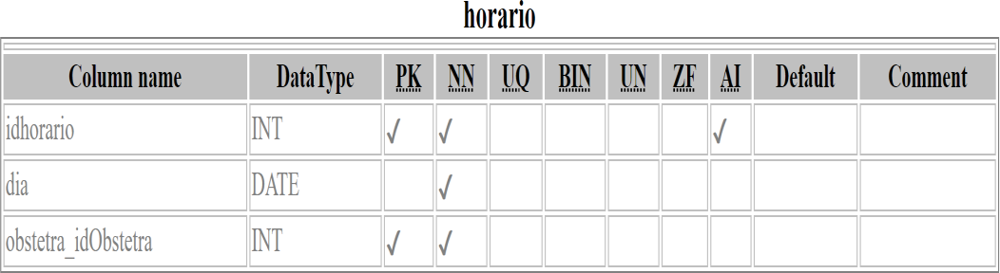 horario
Column name DataType PK NN UQ BIN UN ZF AI Default Comment
idhorario INT ✓ ✓ ✓
dia DATE ✓
obstetra_idObstetra INT ✓ ✓